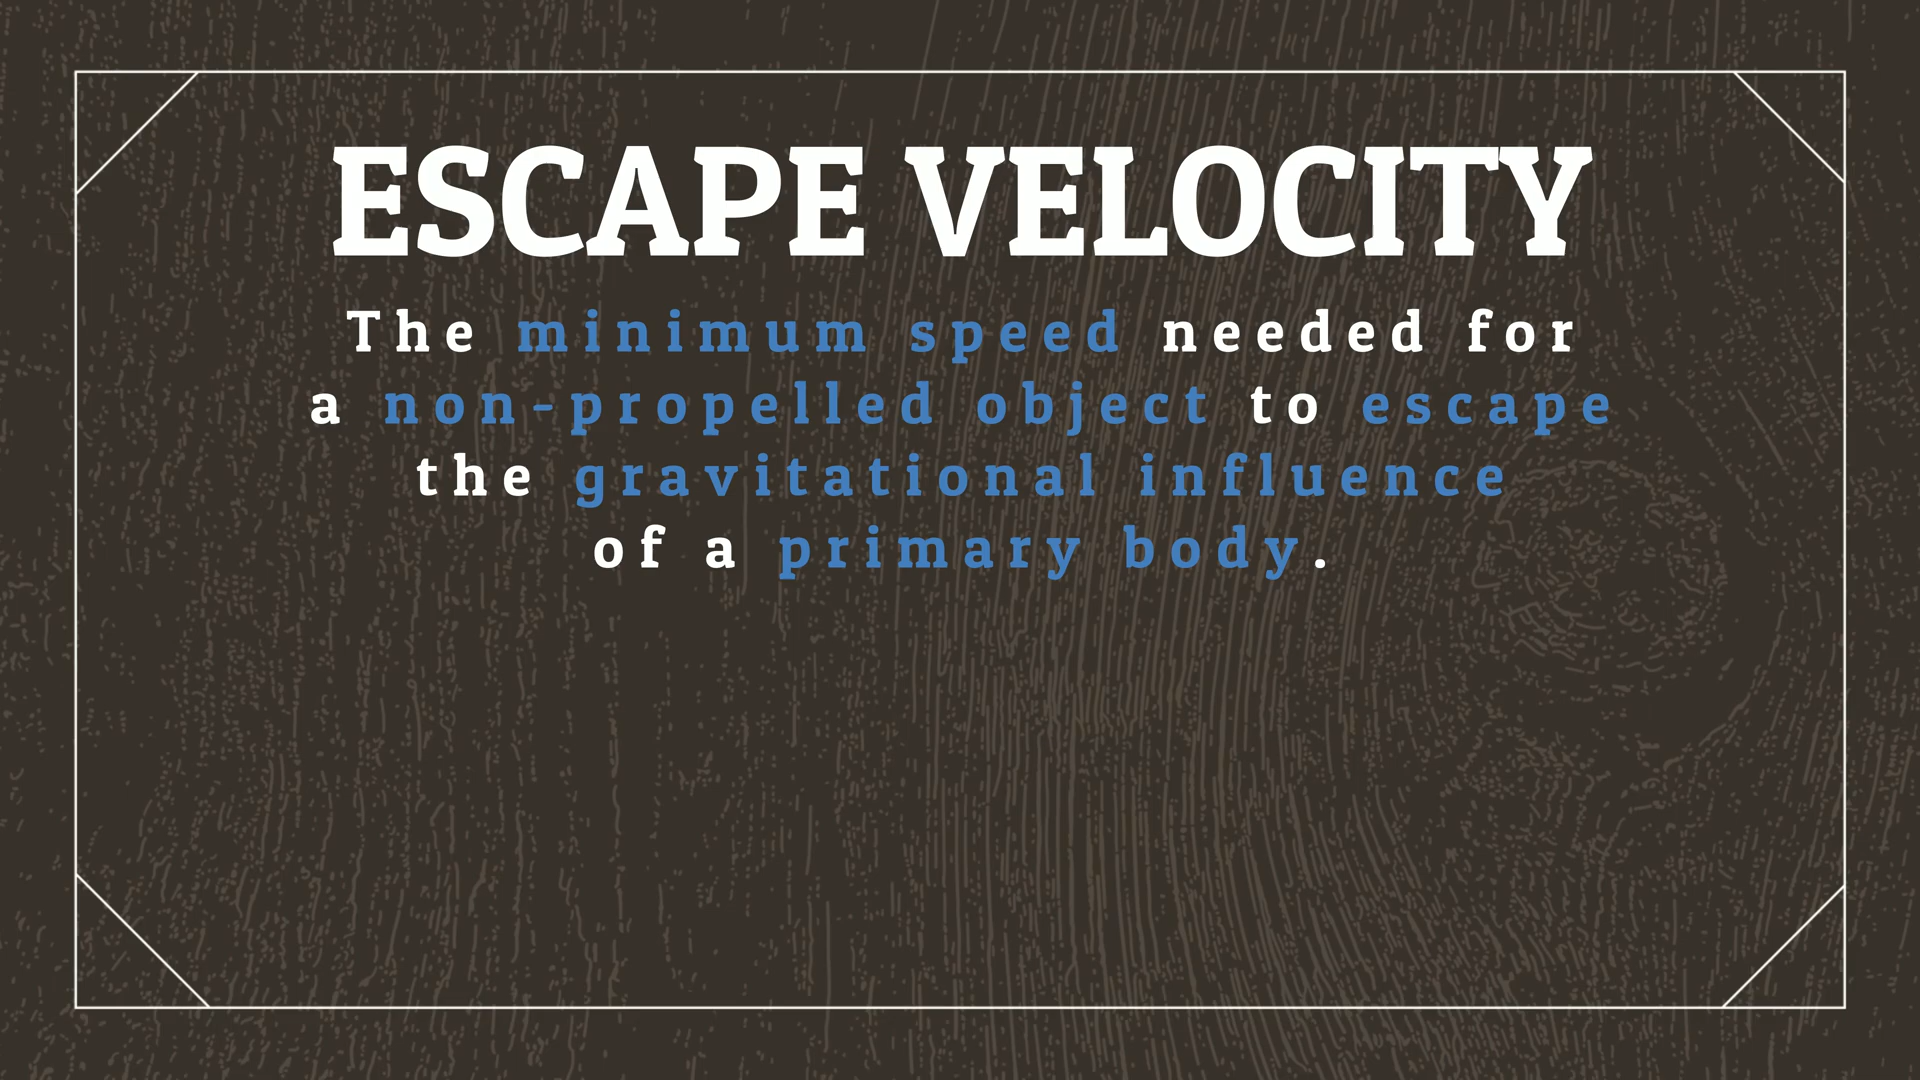 ESCAPE VELOCITY
The minimum speed needed for
a non-propelled object to escape
the gravitational influence
of a primary body.